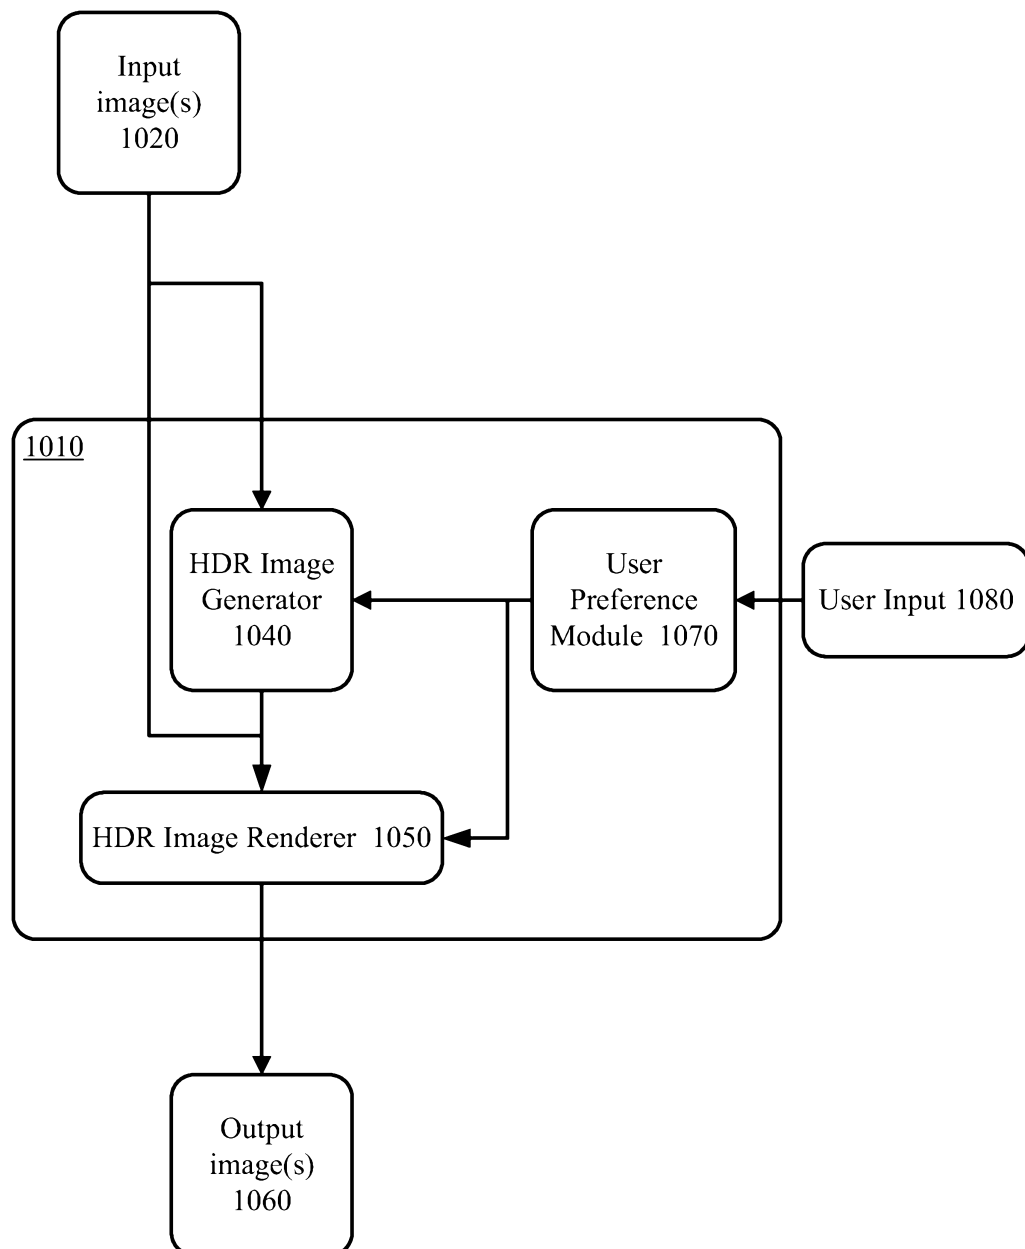 Input
image(s)
1020
1010
HDR Image
Generator
1040
User
Preference
Module 1070
User Input 1080
HDR Image Renderer 1050
Output
image(s)
1060